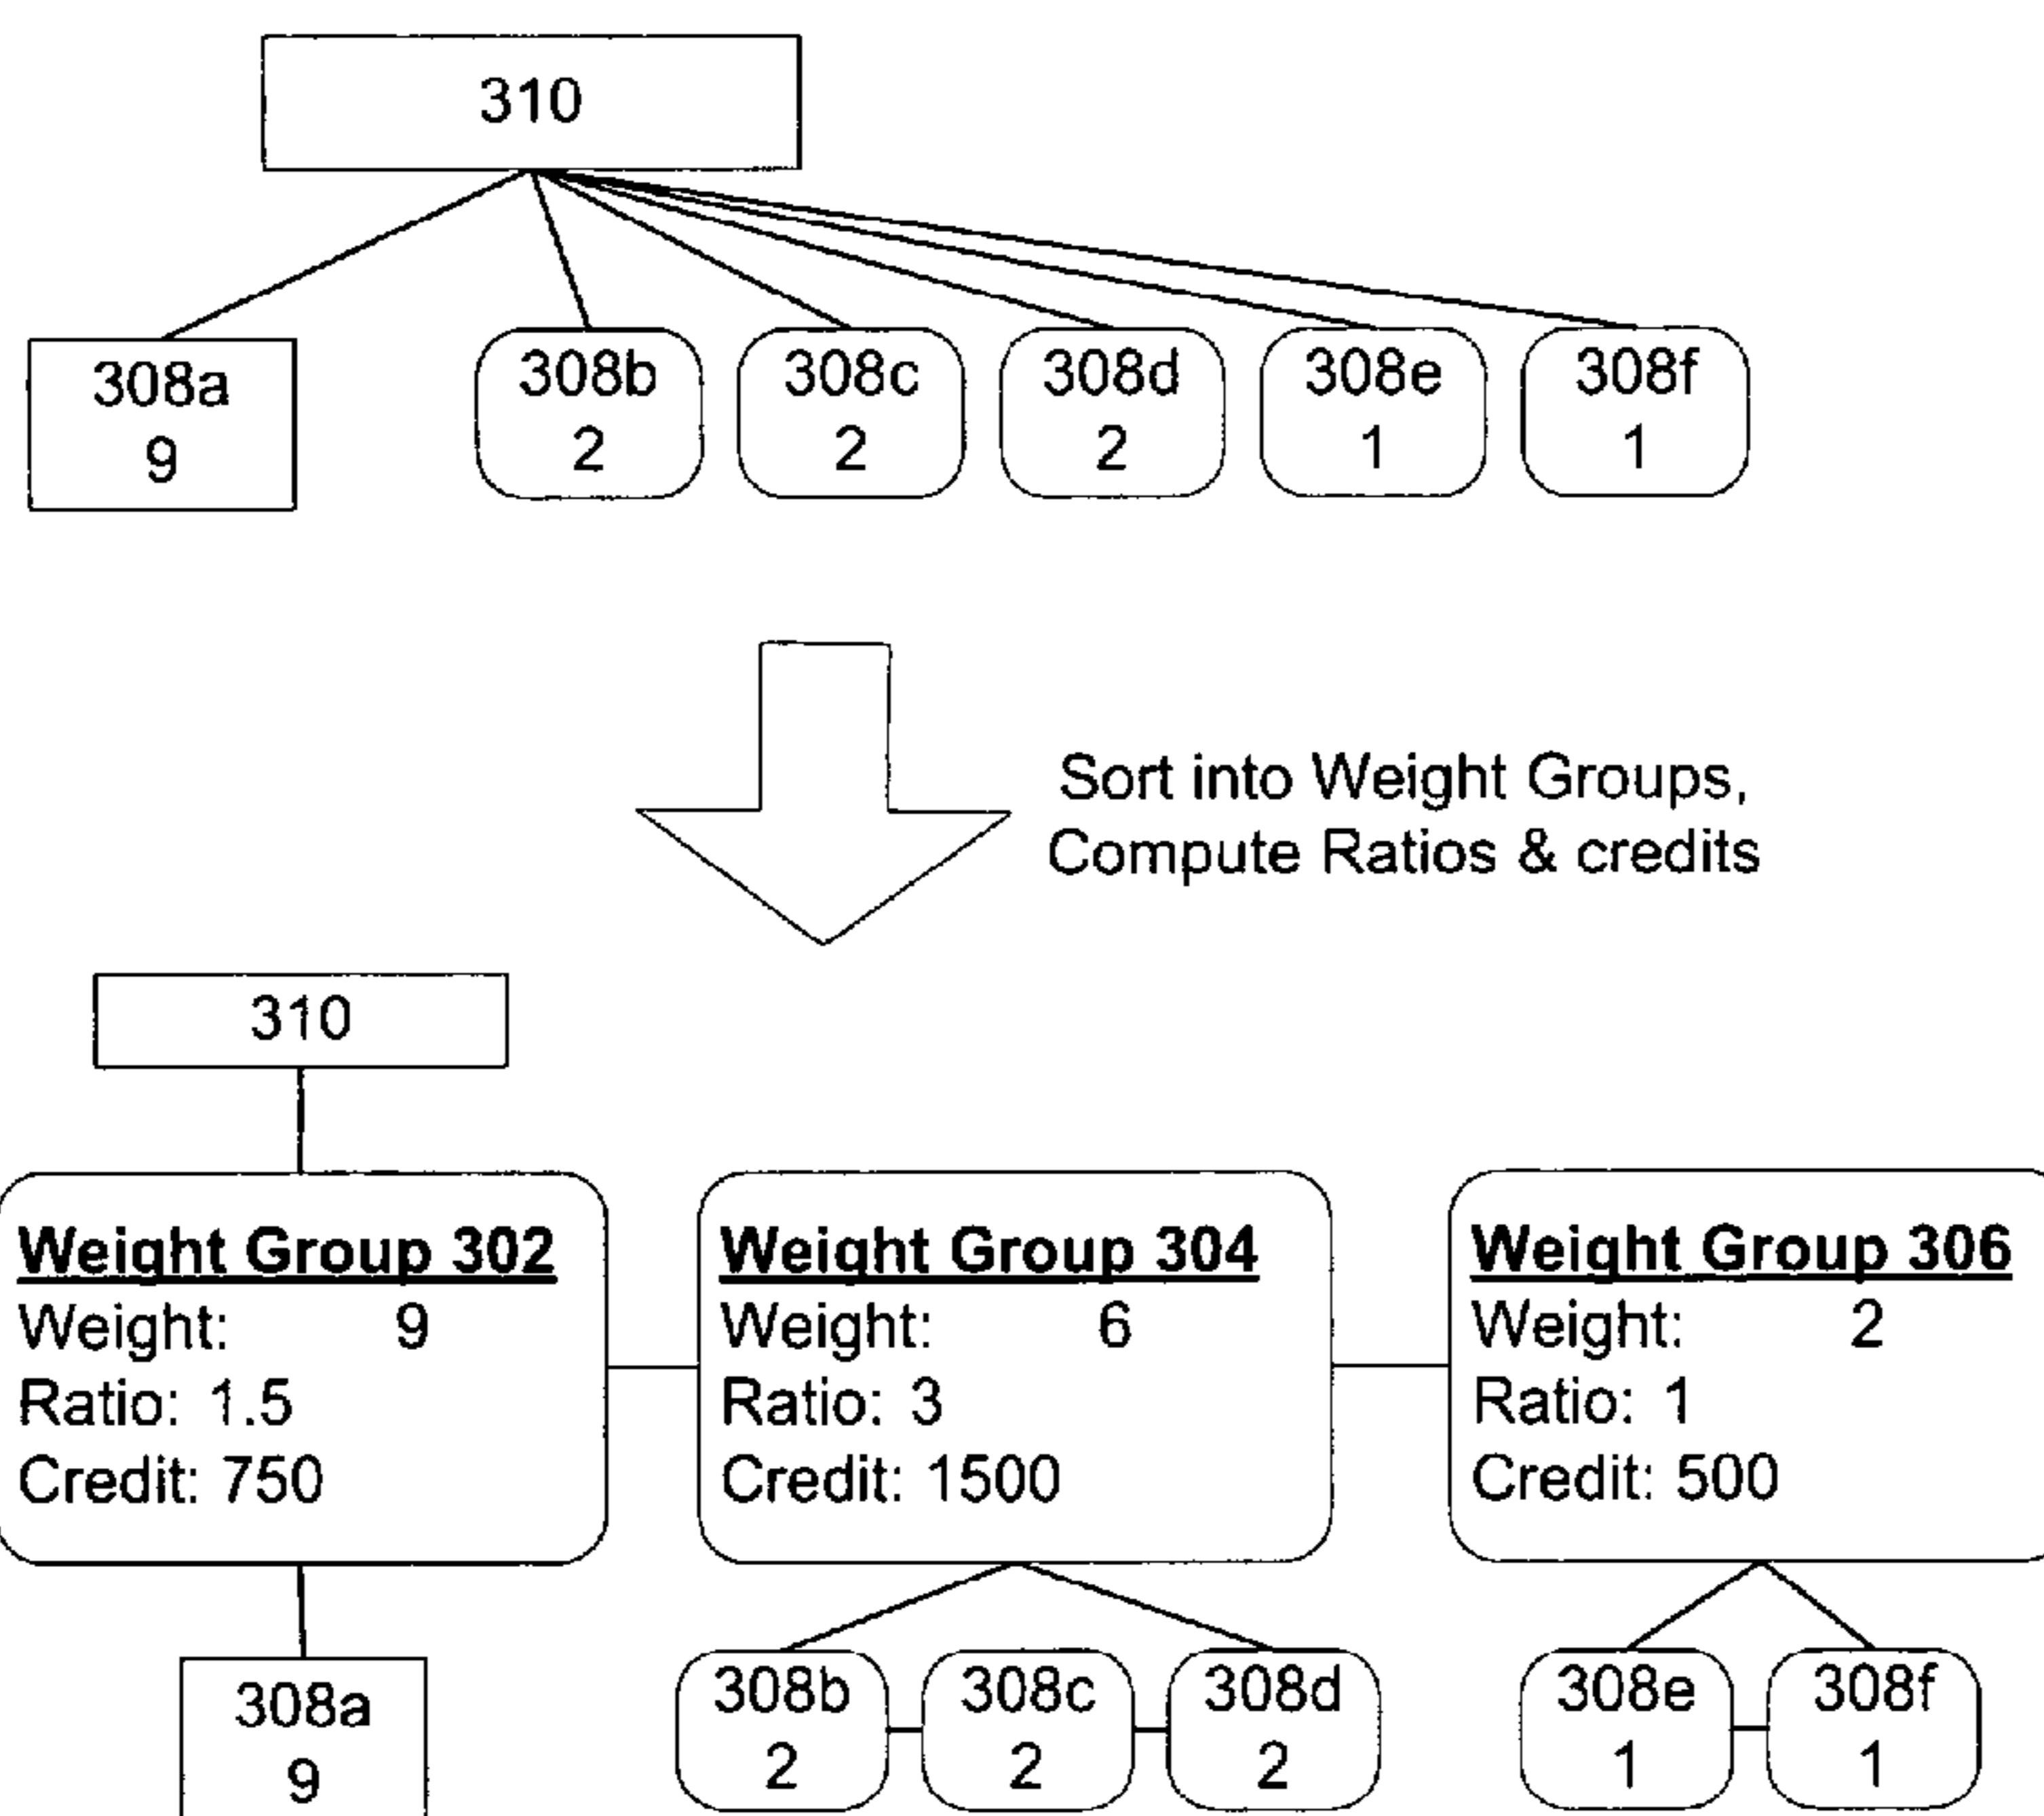 310
308a 308b 308c 308d 308e 308f
9 2 2 2 1 1
Sort into Weight Groups,
Compute Ratios & credits
310
Weight Group 302
Weight: 9
Ratio: 1.5
Credit: 750
Weight Group 304
Weight: 6
Ratio: 3
Credit: 1500
Weight Group 306
Weight: 2
Ratio: 1
Credit: 500
308a 308b 308c 308d 308e 308f
9 2 2 2 1 1